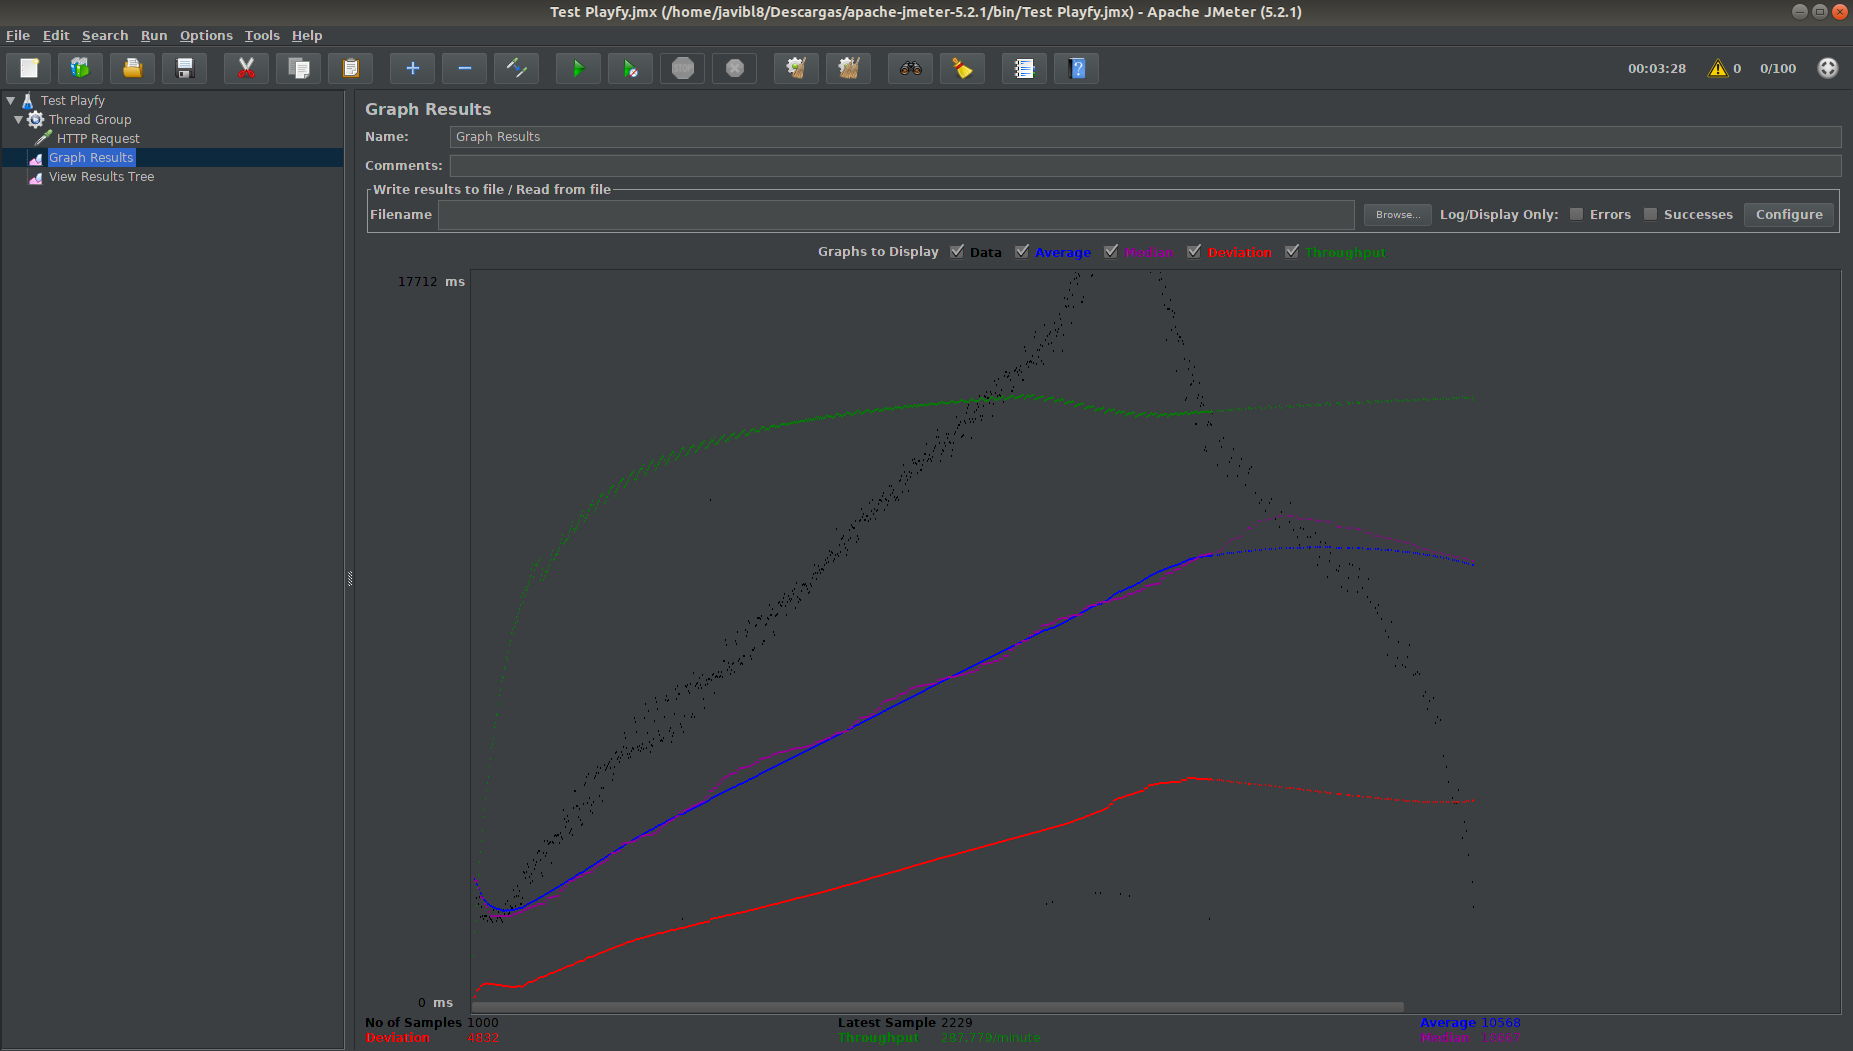 Test Playfy.jmx (/home/javibl8/Descargas/apache-jmeter-5.2.1/bin/Test Playfy.jmx) - Apache JMeter (5.2.1)
File Edit Search Run Options Tools Help
STOP 00:03:28 0 0/100
Test Playfy
Thread Group
HTTP Request
Graph Results
View Results Tree
Graph Results
Name: Graph Results
Comments:
Write results to file / Read from file
Filename Browse... Log/Display Only: Errors Successes Configure
Graphs to Display Data Average Median Deviation Throughput
17712 ms
0 ms
No of Samples 1000 Latest Sample 2229 Average 10568
Deviation 4832 Throughput 287.779/minute Median